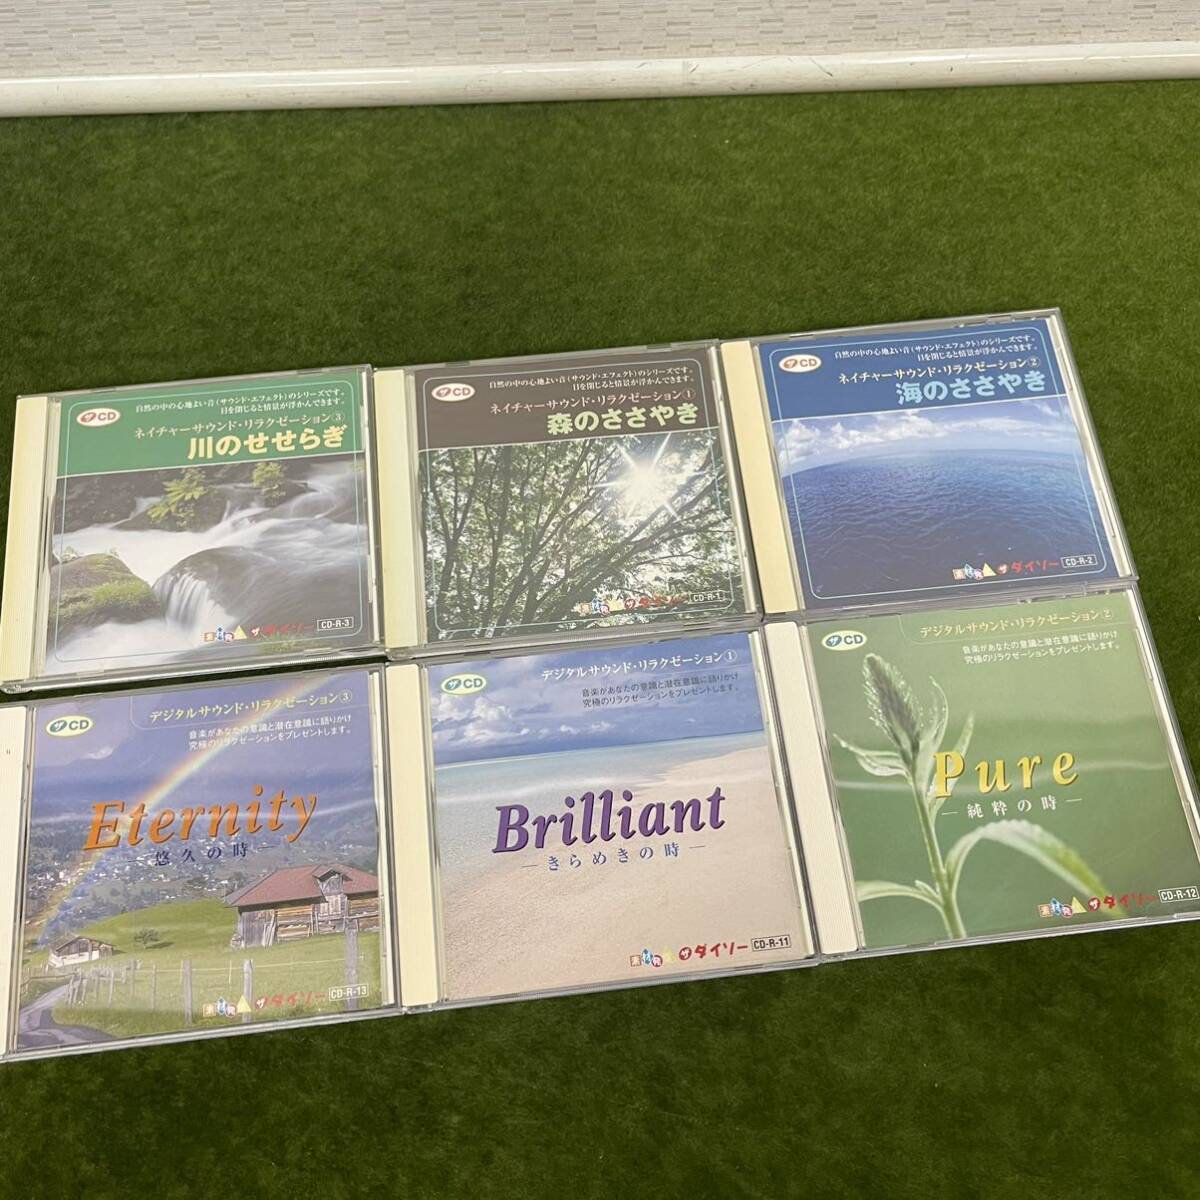 ザCD
自然の中の心地よい音(サウンド・エフェクト)のシリーズです。
目を閉じると情景が浮かんできます。
ネイチャーサウンド・リラクゼーション③
川のせせらぎ
素材発 ザ ダイソー CD-R-3
ザCD
自然の中の心地よい音(サウンド・エフェクト)のシリーズです。
目を閉じると情景が浮かんできます。
ネイチャーサウンド・リラクゼーション①
森のささやき
素材発 ザ ダイソー CD-R-1
ザCD
自然の中の心地よい音(サウンド・エフェクト)のシリーズです。
目を閉じると情景が浮かんできます。
ネイチャーサウンド・リラクゼーション②
海のささやき
素材発 ザ ダイソー CD-R-2
ザCD
デジタルサウンド・リラクゼーション③
音楽があなたの意識と潜在意識に語りかけ
究極のリラクゼーションをプレゼントします。
Eternity
―悠久の時―
素材発 ザ ダイソー CD-R-13
ザCD
デジタルサウンド・リラクゼーション①
音楽があなたの意識と潜在意識に語りかけ
究極のリラクゼーションをプレゼントします。
Brilliant
―きらめきの時―
素材発 ザ ダイソー CD-R-11
ザCD
デジタルサウンド・リラクゼーション②
音楽があなたの意識と潜在意識に語りかけ
究極のリラクゼーションをプレゼントします。
Pure
―純粋の時―
素材発 ザ ダイソー CD-R-12